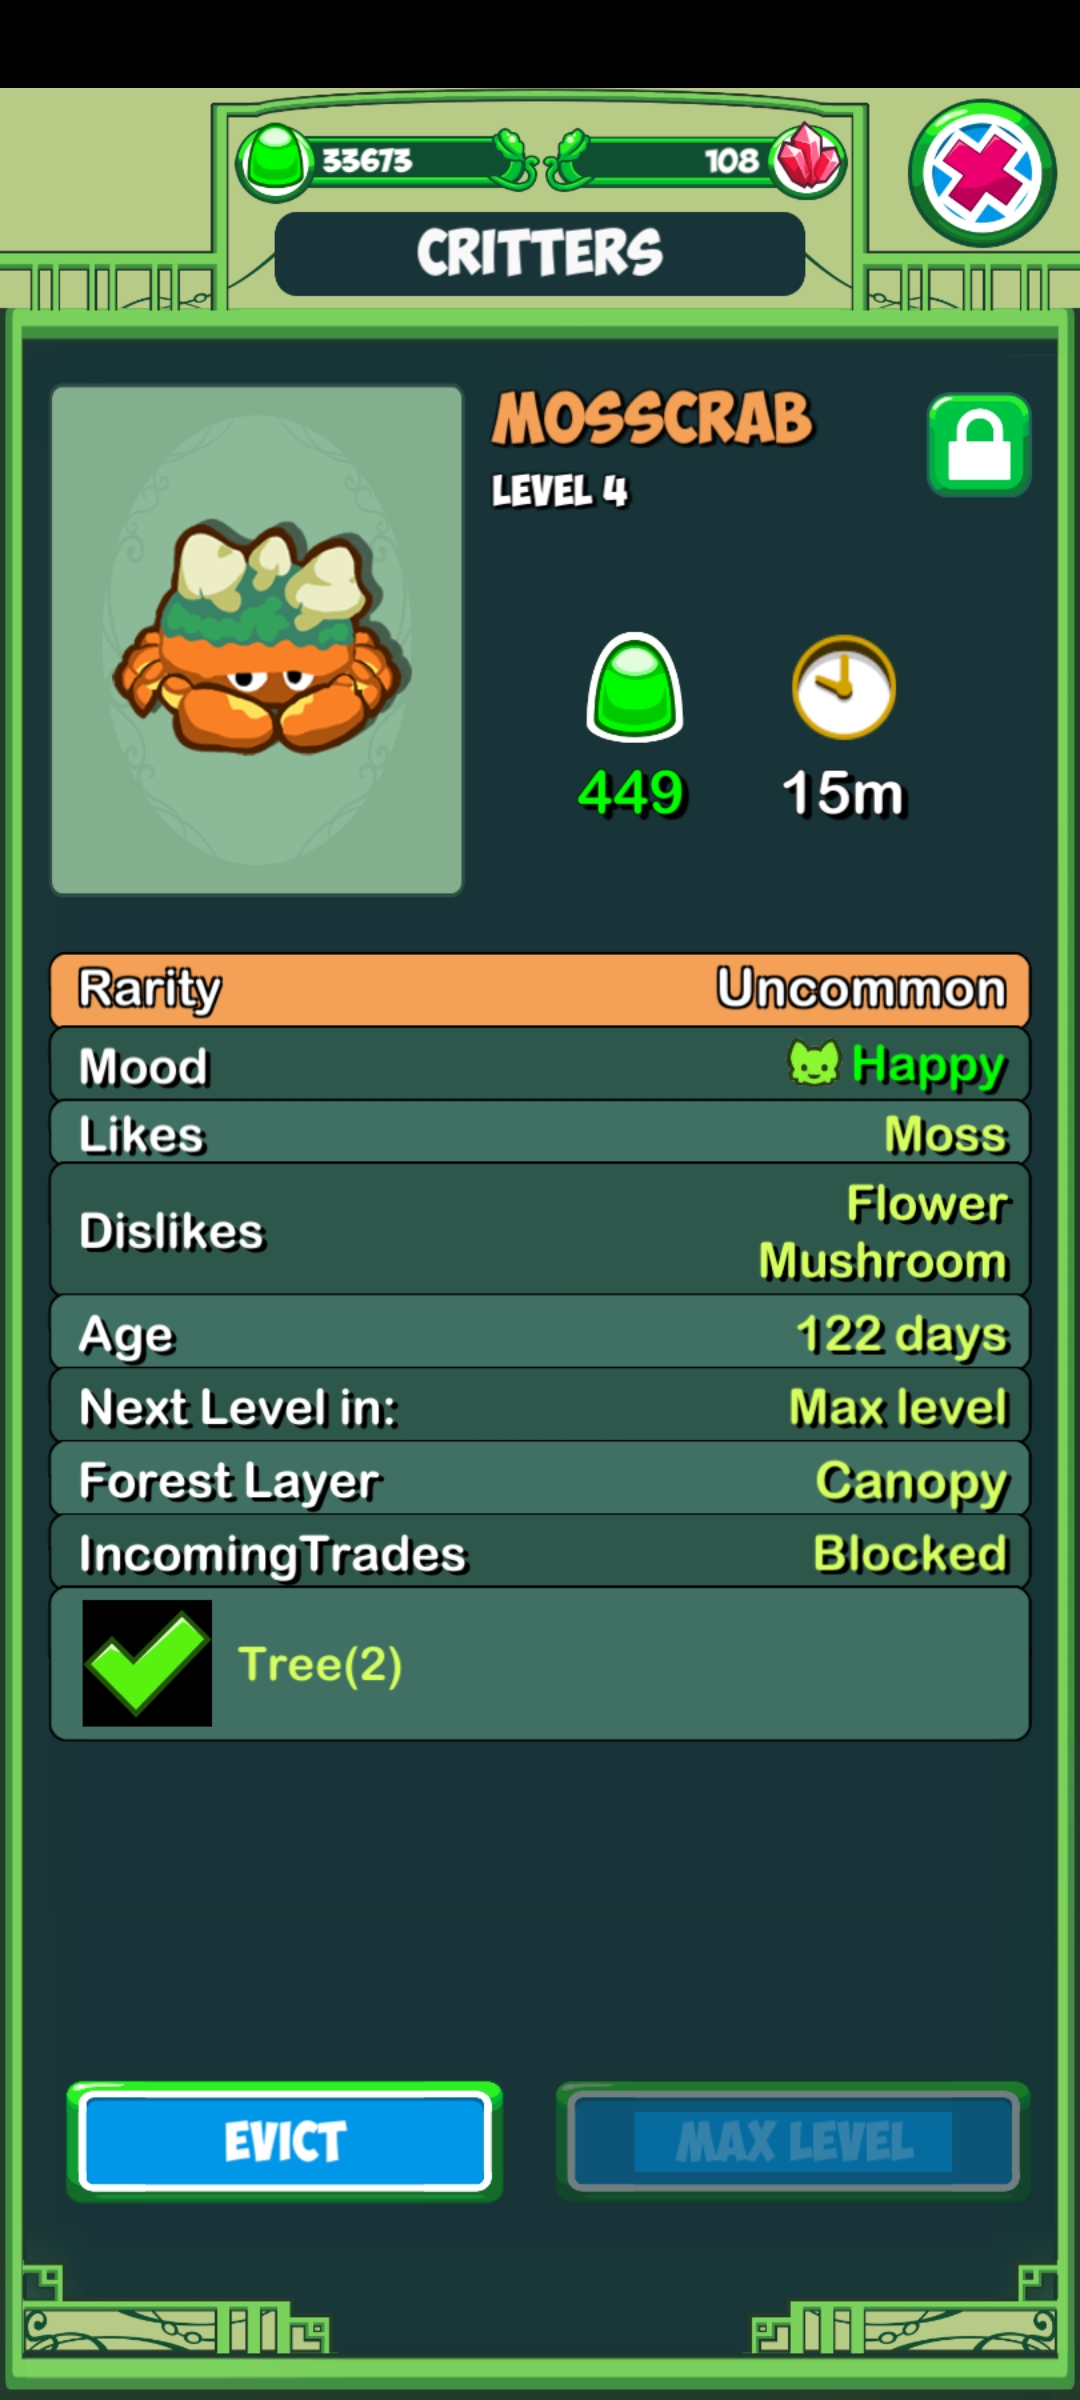 33673
108
CRITTERS
MOSSCRAB
LEVEL 4
449
15m
Rarity Uncommon
Mood Happy
Likes Moss
Dislikes Flower
Mushroom
Age 122 days
Next Level in: Max level
Forest Layer Canopy
IncomingTrades Blocked
Tree(2)
EVICT
MAX LEVEL